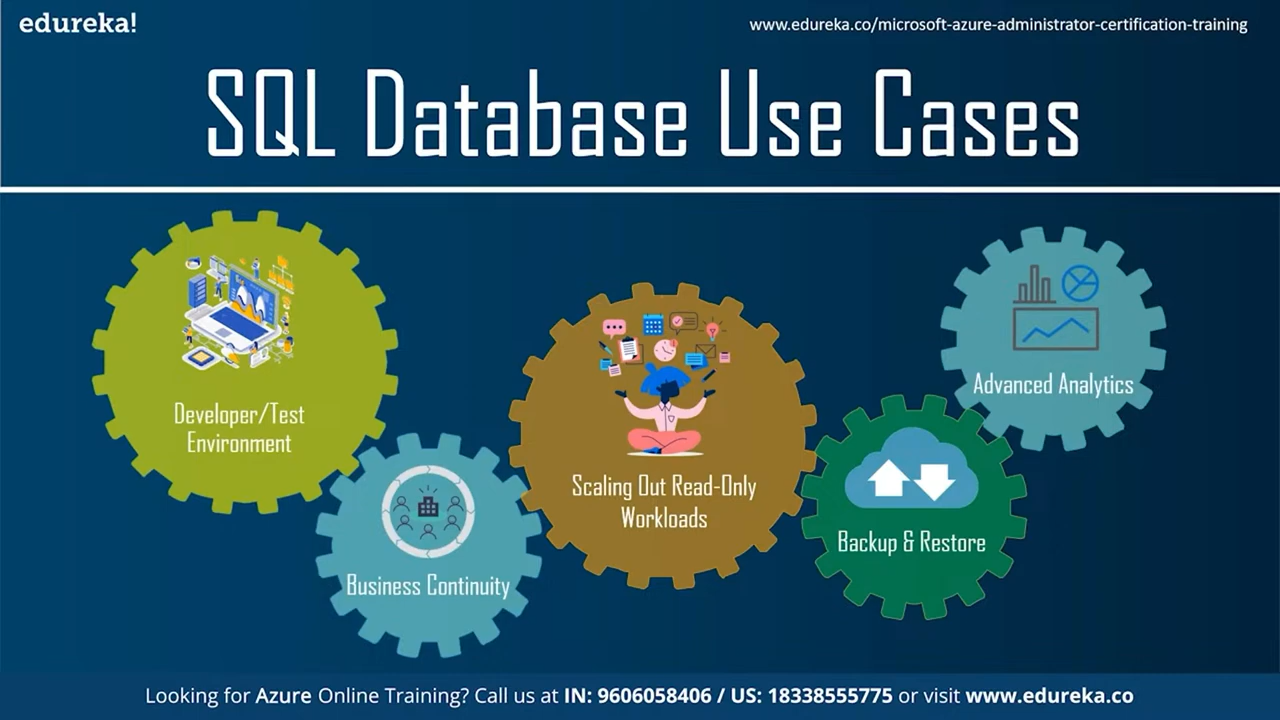 edureka!
www.edureka.co/microsoft-azure-administrator-certification-training
SQL Database Use Cases
Developer/Test
Environment
Business Continuity
Scaling Out Read-Only
Workloads
Backup & Restore
Advanced Analytics
Looking for Azure Online Training? Call us at IN: 9606058406 / US: 18338555775 or visit www.edureka.co